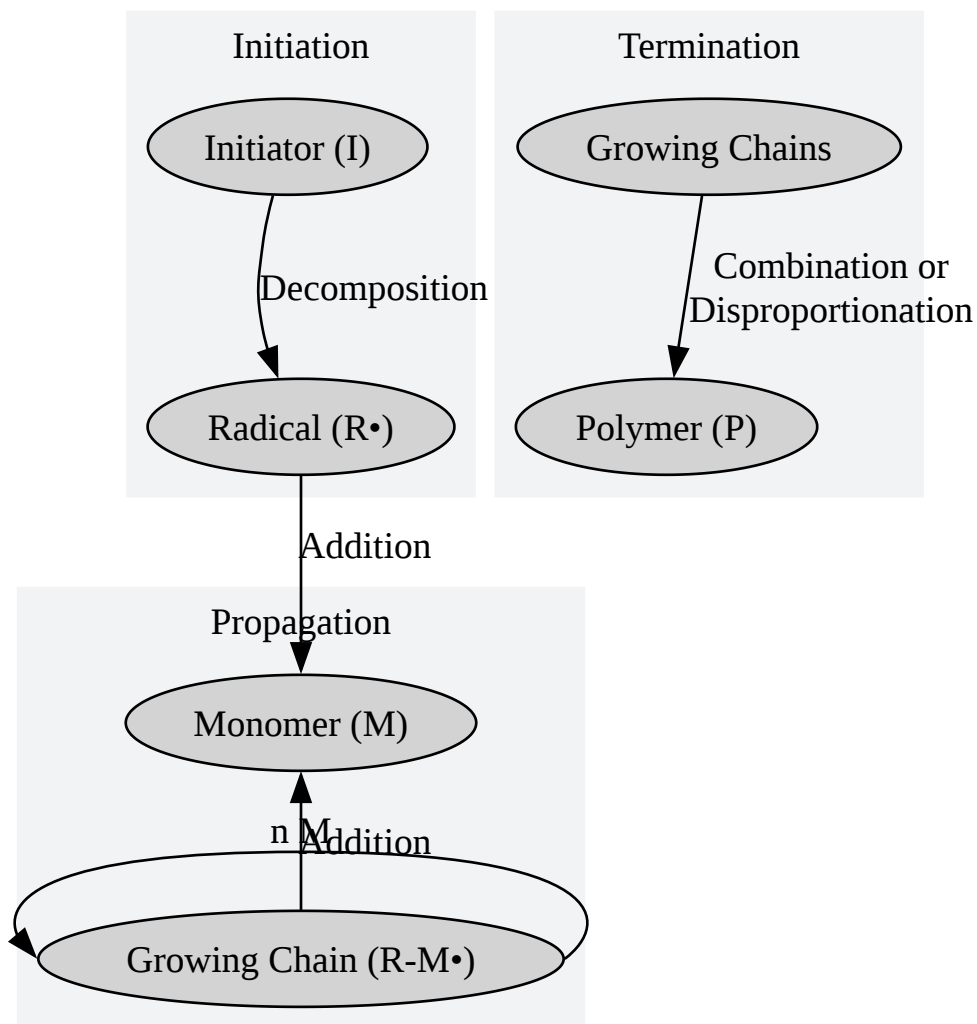 Initiation
Initiator (I)
Decomposition
Radical (R•)
Termination
Growing Chains
Combination or
Disproportionation
Polymer (P)
Addition
Propagation
Monomer (M)
n M
Addition
Growing Chain (R-M•)